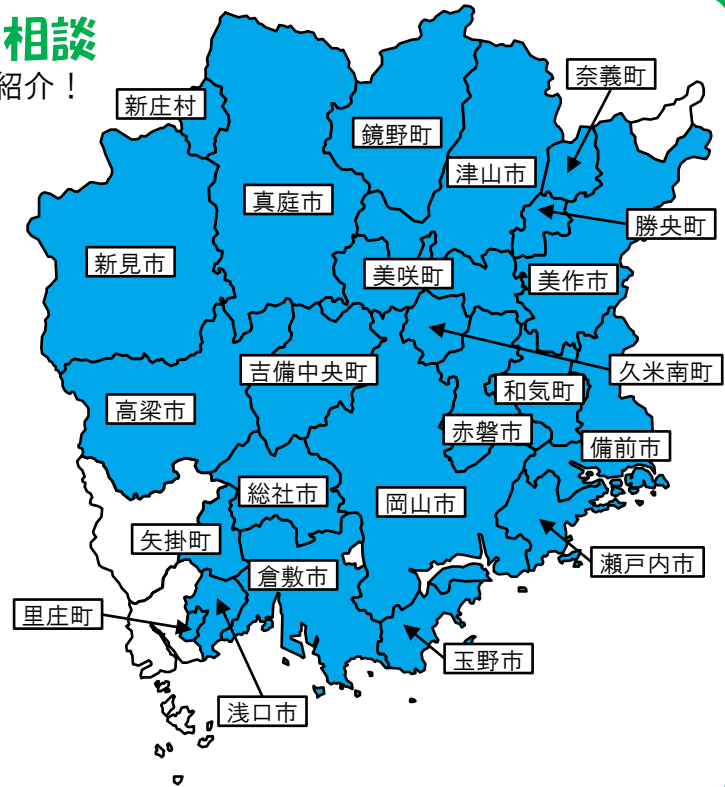 相談
紹介！
奈義町
新庄村
鏡野町
津山市
真庭市
勝央町
新見市
美咲町
美作市
吉備中央町
久米南町
和気町
高梁市
赤磐市
備前市
総社市
岡山市
矢掛町
瀬戸内市
倉敷市
里庄町
玉野市
浅口市